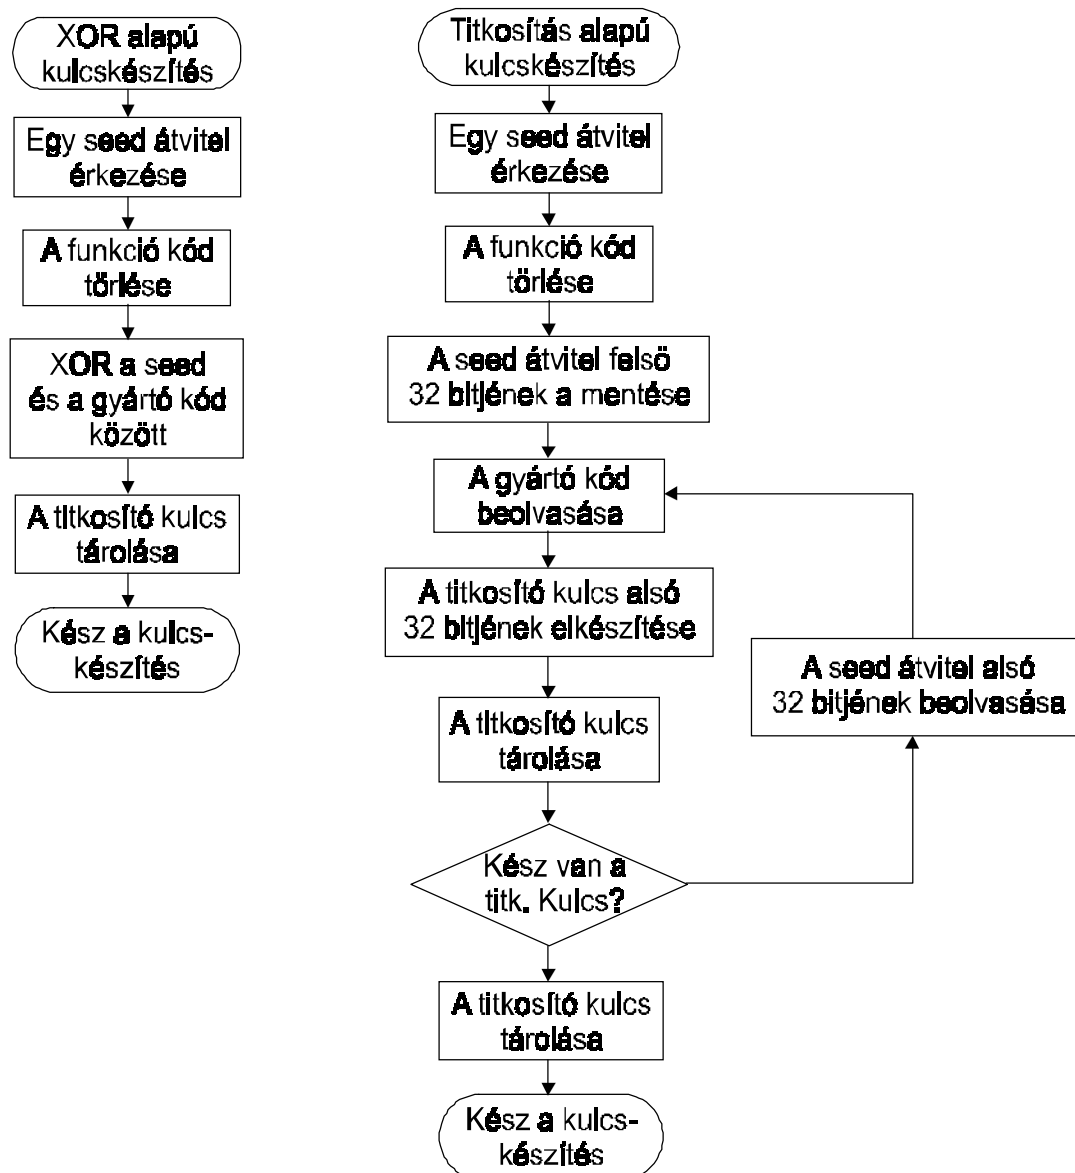 XOR alapú
kulcskészítés
Egy seed átvitel
érkezése
A funkció kód
törlése
XOR a seed
és a gyártó kód
között
A titkosító kulcs
tárolása
Kész a kulcs-
készítés
Titkosítás alapú
kulcskészítés
Egy seed átvitel
érkezése
A funkció kód
törlése
A seed átvitel felsö
32 bitjének a mentése
A gyártó kód
beolvasása
A titkosító kulcs alsó
32 bitjének elkészítése
A titkosító kulcs
tárolása
Kész van a
titk. Kulcs?
A seed átvitel alsó
32 bitjének beolvasása
A titkosító kulcs
tárolása
Kész a kulcs-
készítés